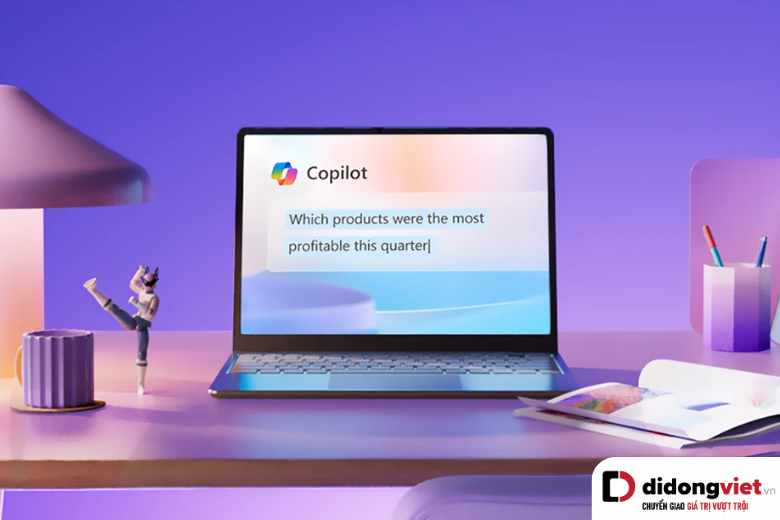 Copilot
Which products were the most
profitable this quarter
didongviet.vn
CHUYỂN GIAO GIÁ TRỊ VƯỢT TRỘI